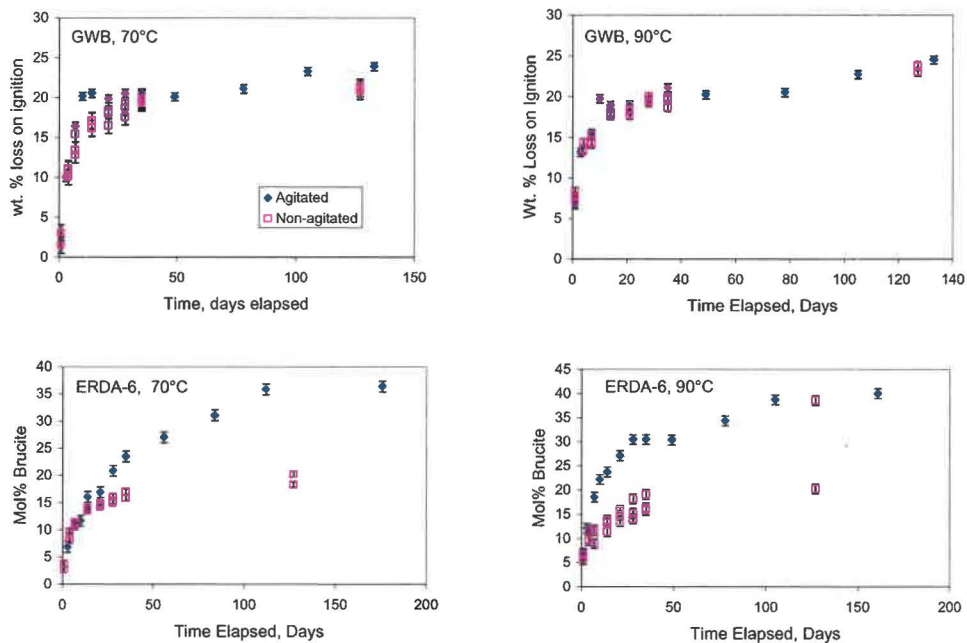 GWB, 70°C
wt. % loss on ignition
30
25
20
15
10
5
0
Agitated
Non-agitated
0 50 100 150
Time, days elapsed
GWB, 90°C
Wt. % Loss on Igniton
30
25
20
15
10
5
0
0 20 40 60 80 100 120 140
Time Elapsed, Days
ERDA-6, 70°C
Mol% Brucite
40
35
30
25
20
15
10
5
0
0 50 100 150 200
Time Elapsed, Days
ERDA-6, 90°C
Mol% Brucite
45
40
35
30
25
20
15
10
5
0
0 50 100 150 200
Time Elapsed, Days